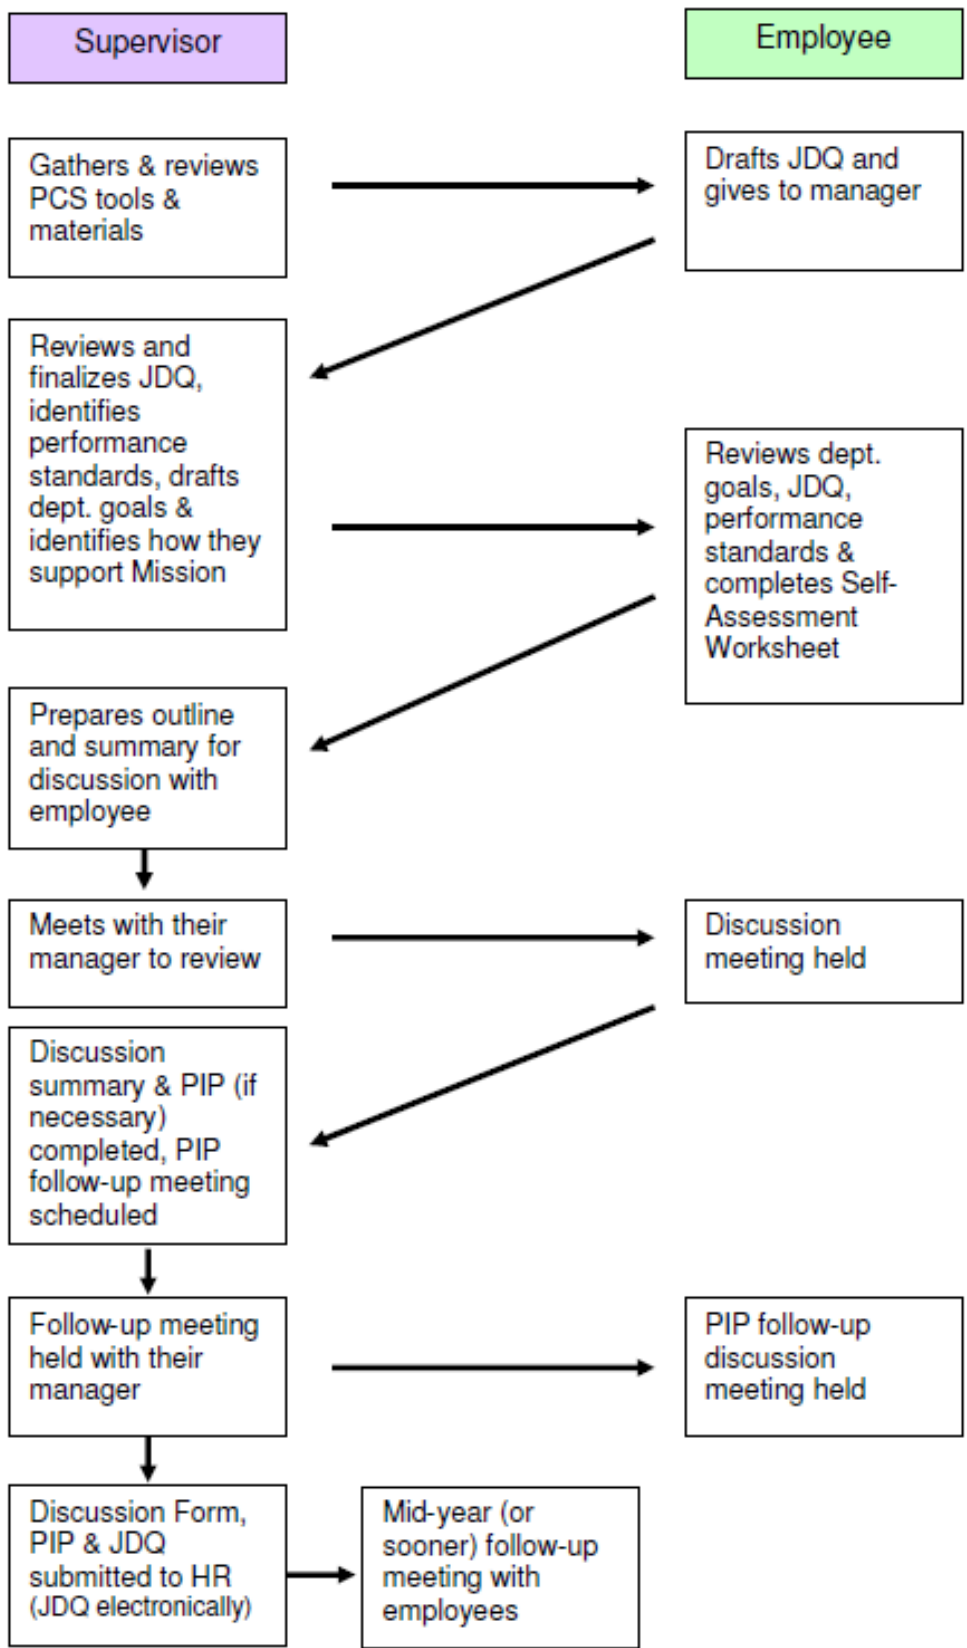 Supervisor
Employee
Gathers & reviews
PCS tools &
materials
Drafts JDQ and
gives to manager
Reviews and
finalizes JDQ,
identifies
performance
standards, drafts
dept. goals &
identifies how they
support Mission
Reviews dept.
goals, JDQ,
performance
standards &
completes Self-
Assessment
Worksheet
Prepares outline
and summary for
discussion with
employee
Meets with their
manager to review
Discussion
meeting held
Discussion
summary & PIP (if
necessary)
completed, PIP
follow-up meeting
scheduled
Follow-up meeting
held with their
manager
PIP follow-up
discussion
meeting held
Discussion Form,
PIP & JDQ
submitted to HR
(JDQ electronically)
Mid-year (or
sooner) follow-up
meeting with
employees